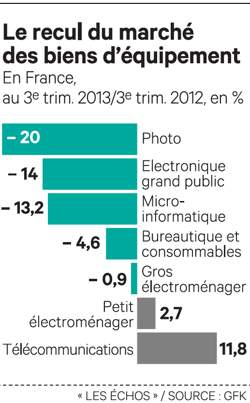 Le recul du marché
des biens d'équipement
En France,
au 3e trim. 2013/3e trim. 2012, en %
– 20 Photo
– 14 Electronique
grand public
– 13,2 Micro-
informatique
– 4,6 Bureautique et
consommables
– 0,9 Gros
électroménager
Petit
électroménager 2,7
Télécommunications 11,8
« LES ÉCHOS » / SOURCE : GFK